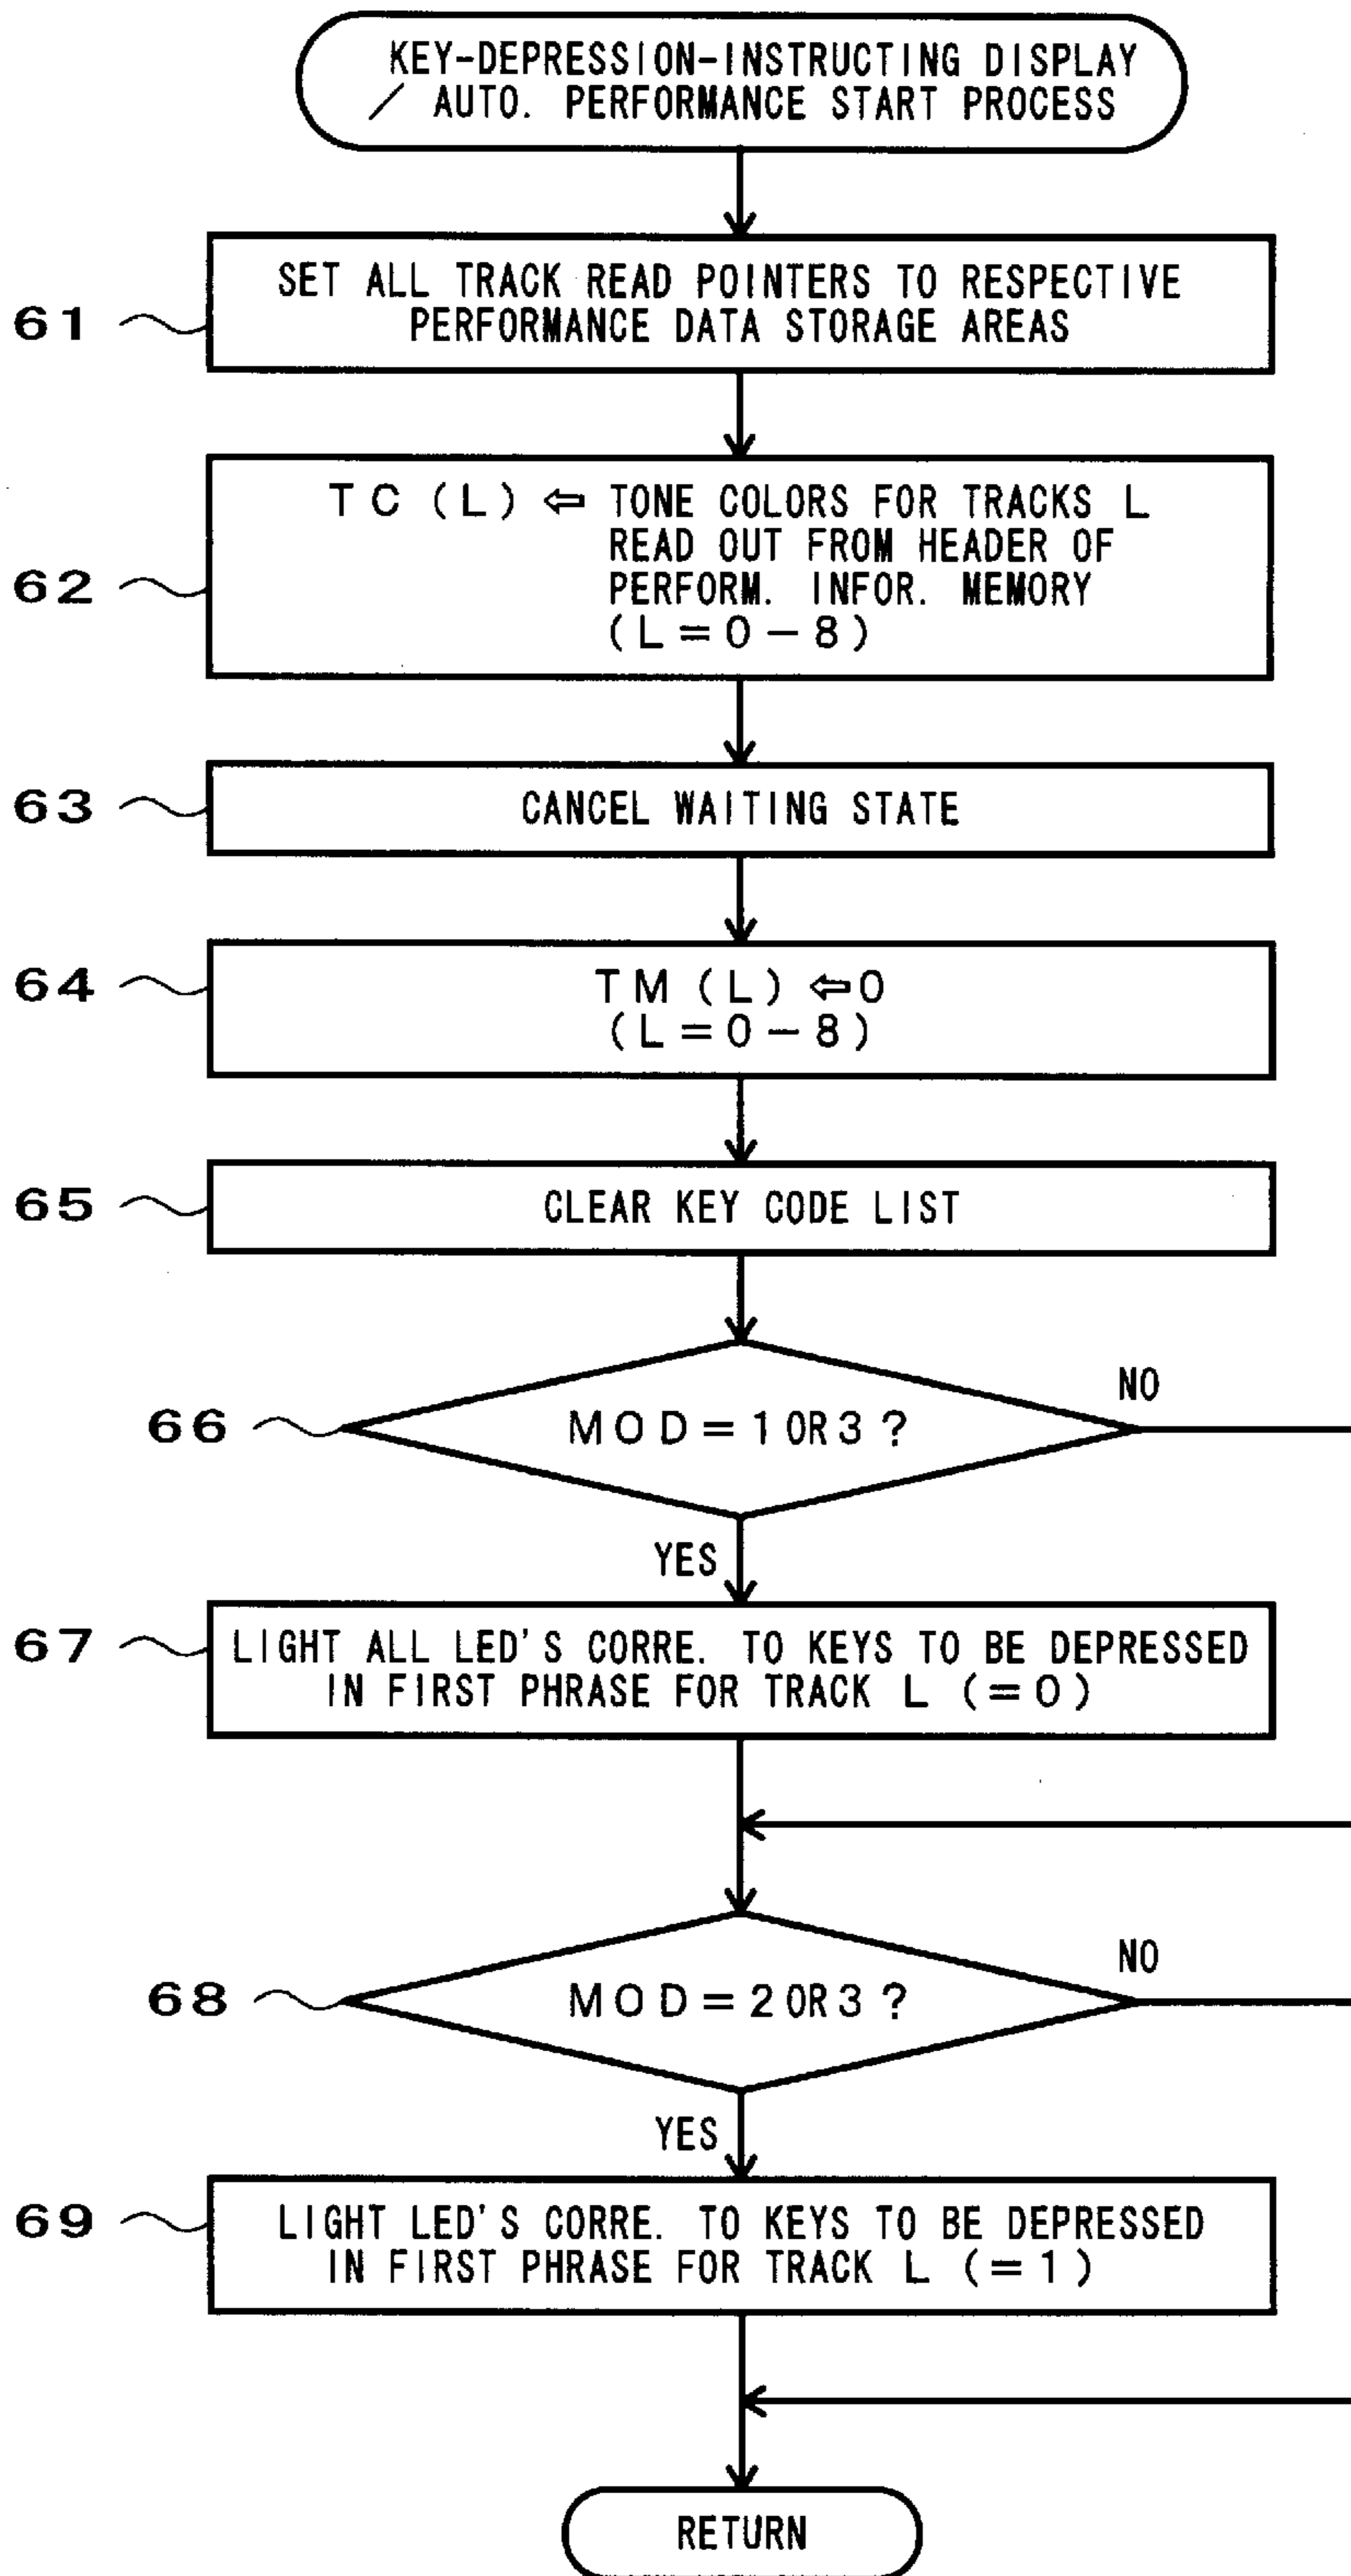 KEY-DEPRESSION-INSTRUCTING DISPLAY
/ AUTO. PERFORMANCE START PROCESS
61
SET ALL TRACK READ POINTERS TO RESPECTIVE
PERFORMANCE DATA STORAGE AREAS
62
TC (L) ⇦ TONE COLORS FOR TRACKS L
READ OUT FROM HEADER OF
PERFORM. INFOR. MEMORY
(L=0-8)
63
CANCEL WAITING STATE
64
TM (L) ⇦0
(L=0-8)
65
CLEAR KEY CODE LIST
66
MOD=1 OR 3 ?
NO
YES
67
LIGHT ALL LED'S CORRE. TO KEYS TO BE DEPRESSED
IN FIRST PHRASE FOR TRACK L (=0)
68
MOD=2 OR 3 ?
NO
YES
69
LIGHT LED'S CORRE. TO KEYS TO BE DEPRESSED
IN FIRST PHRASE FOR TRACK L (=1)
RETURN